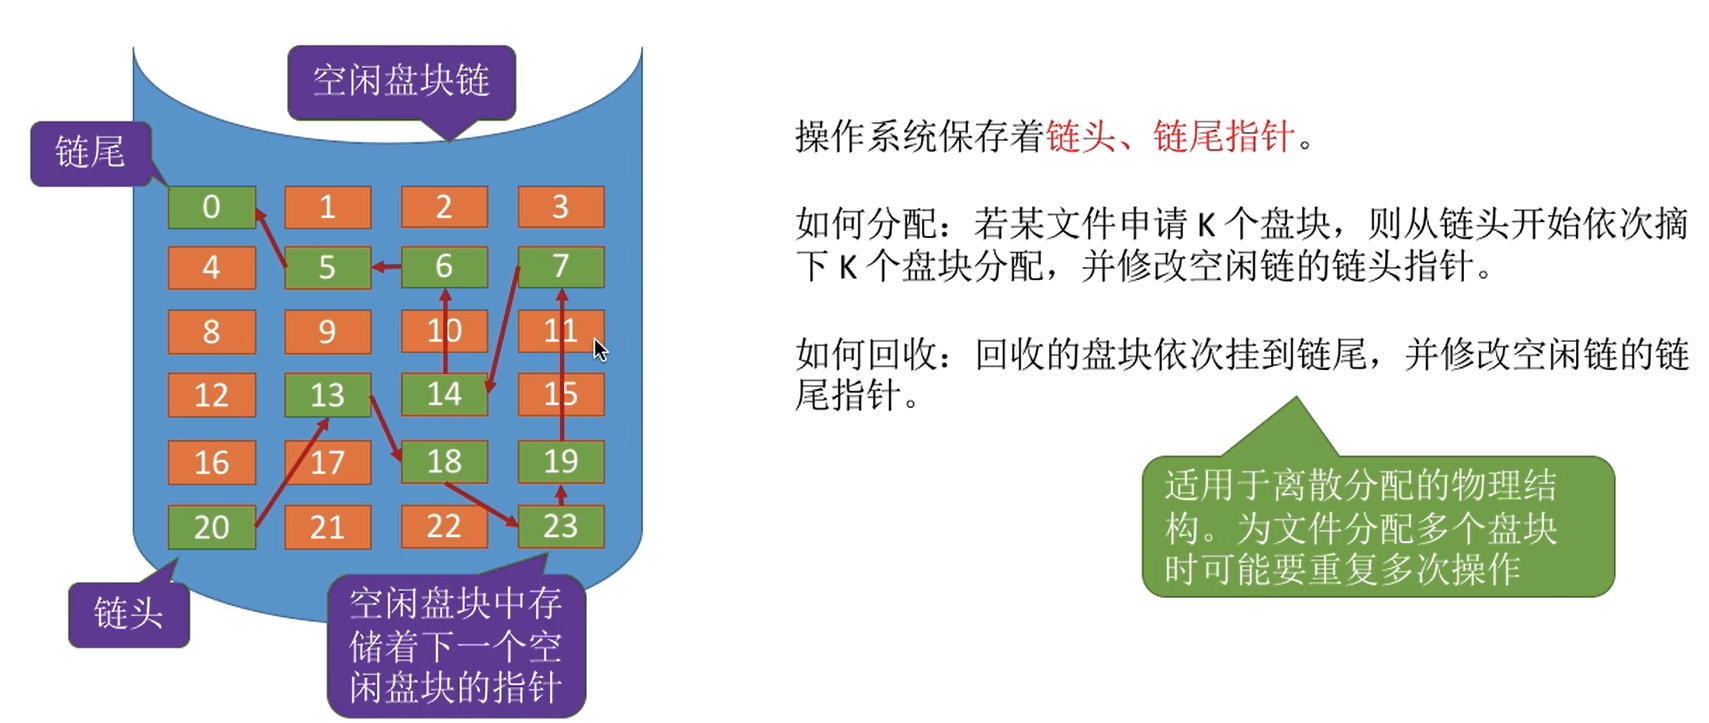 空闲盘块链
链尾
0 1 2 3
4 5 6 7
8 9 10 11
12 13 14 15
16 17 18 19
20 21 22 23
链头
空闲盘块中存
储着下一个空
闲盘块的指针
操作系统保存着链头、链尾指针。
如何分配：若某文件申请 K 个盘块，则从链头开始依次摘
下 K 个盘块分配，并修改空闲链的链头指针。
如何回收：回收的盘块依次挂到链尾，并修改空闲链的链
尾指针。
适用于离散分配的物理结
构。为文件分配多个盘块
时可能要重复多次操作